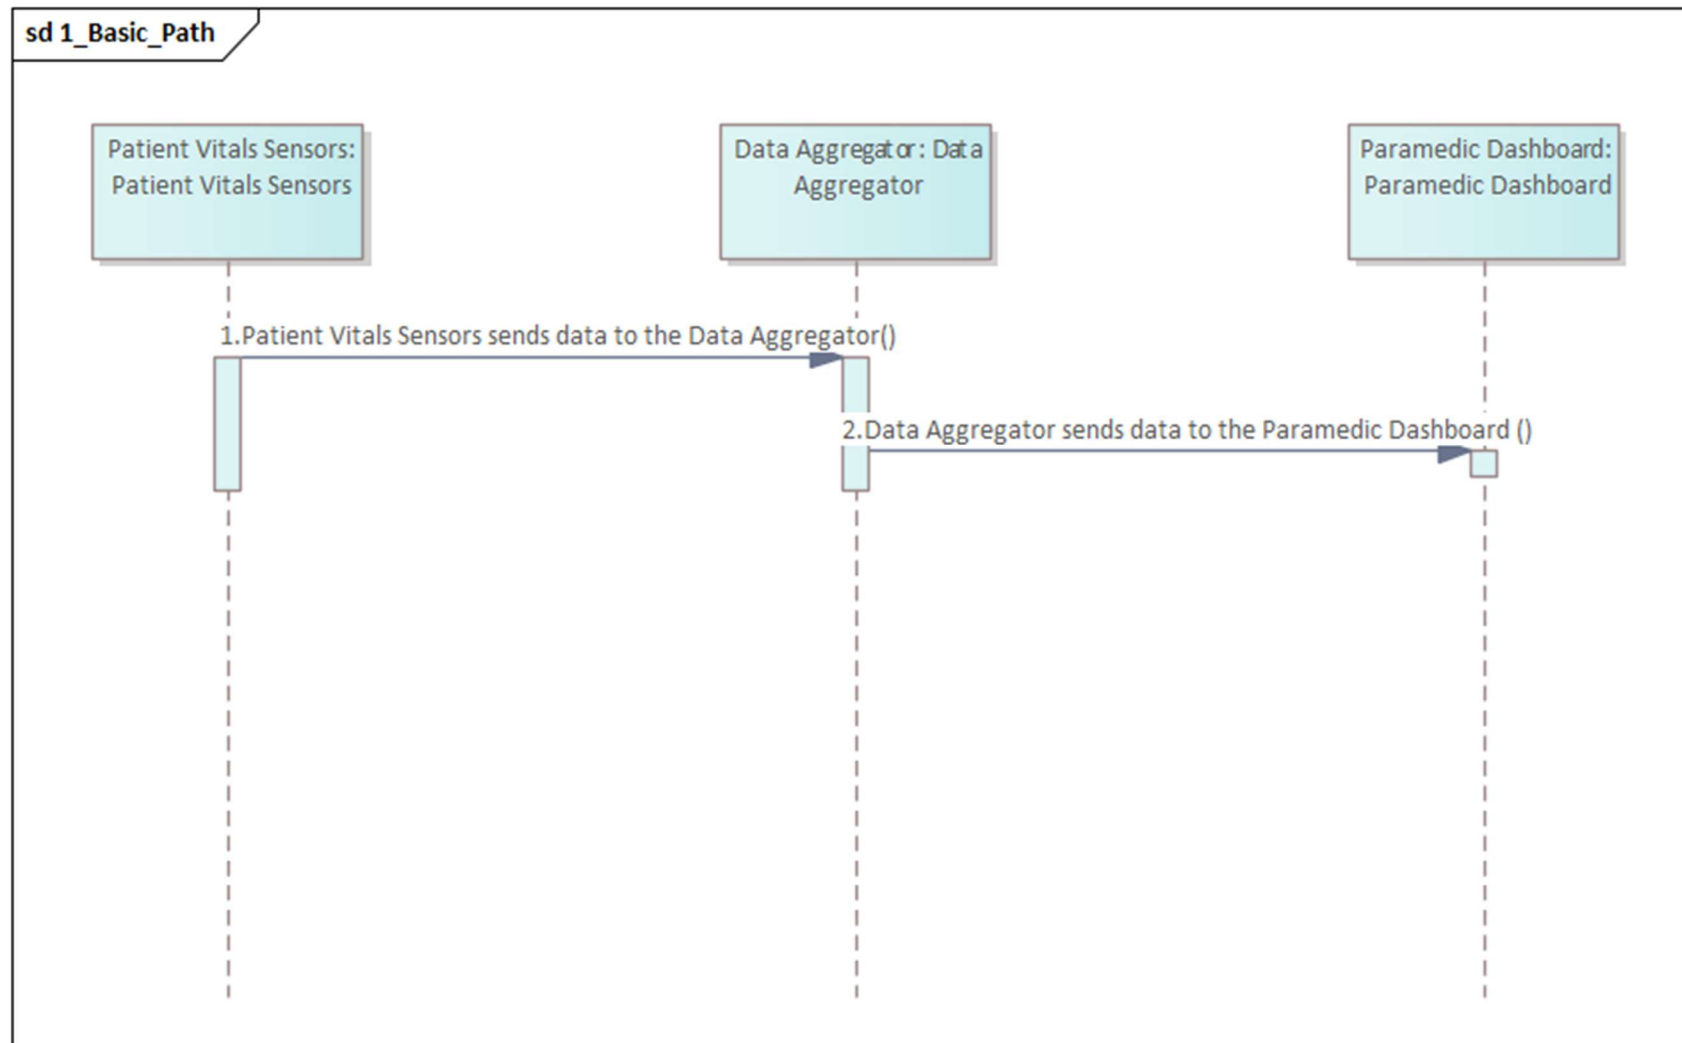 sd 1_Basic_Path
Patient Vitals Sensors:
Patient Vitals Sensors
Data Aggregator: Data
Aggregator
Paramedic Dashboard:
Paramedic Dashboard
1.Patient Vitals Sensors sends data to the Data Aggregator()
2.Data Aggregator sends data to the Paramedic Dashboard ()